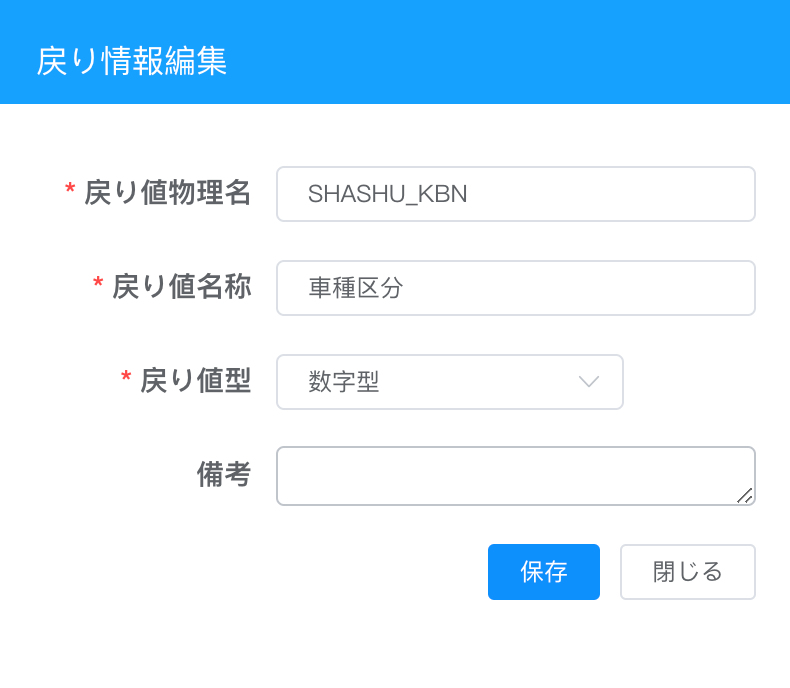 戻り情報編集
* 戻り値物理名 SHASHU_KBN
* 戻り値名称 車種区分
* 戻り値型 数字型
備考
保存 閉じる